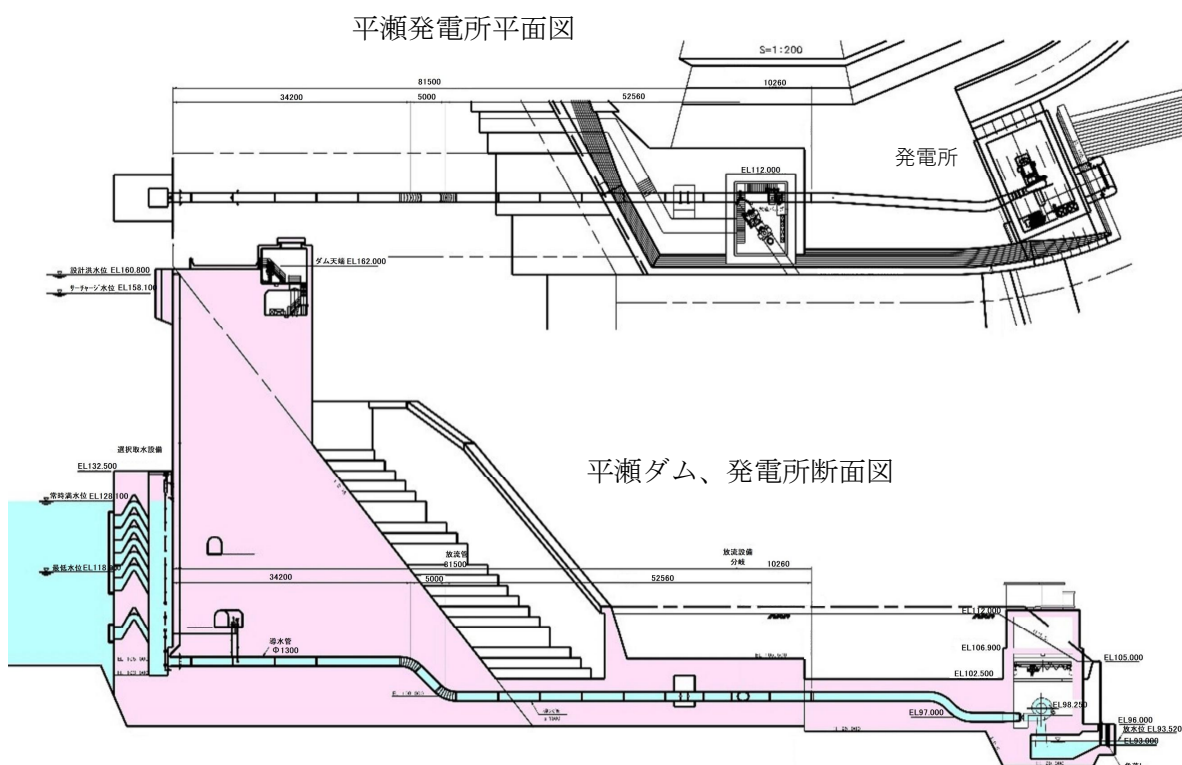 平瀬発電所平面図
S=1:200
81500
10260
34200
5000
52560
発電所
EL112.000
ダム天端 EL162.000
設計洪水位 EL160.800
サーチャージ水位 EL158.100
平瀬ダム、発電所断面図
選択取水設備
EL132.500
常時満水位 EL128.100
最低水位 EL118
放流管
81500
放流設備
分岐
10260
34200
5000
52560
導水管
Φ1300
EL112.000
EL106.900
EL105.000
EL102.500
EL98.250
EL97.000
EL96.000
放水位 EL93.520
EL93.000